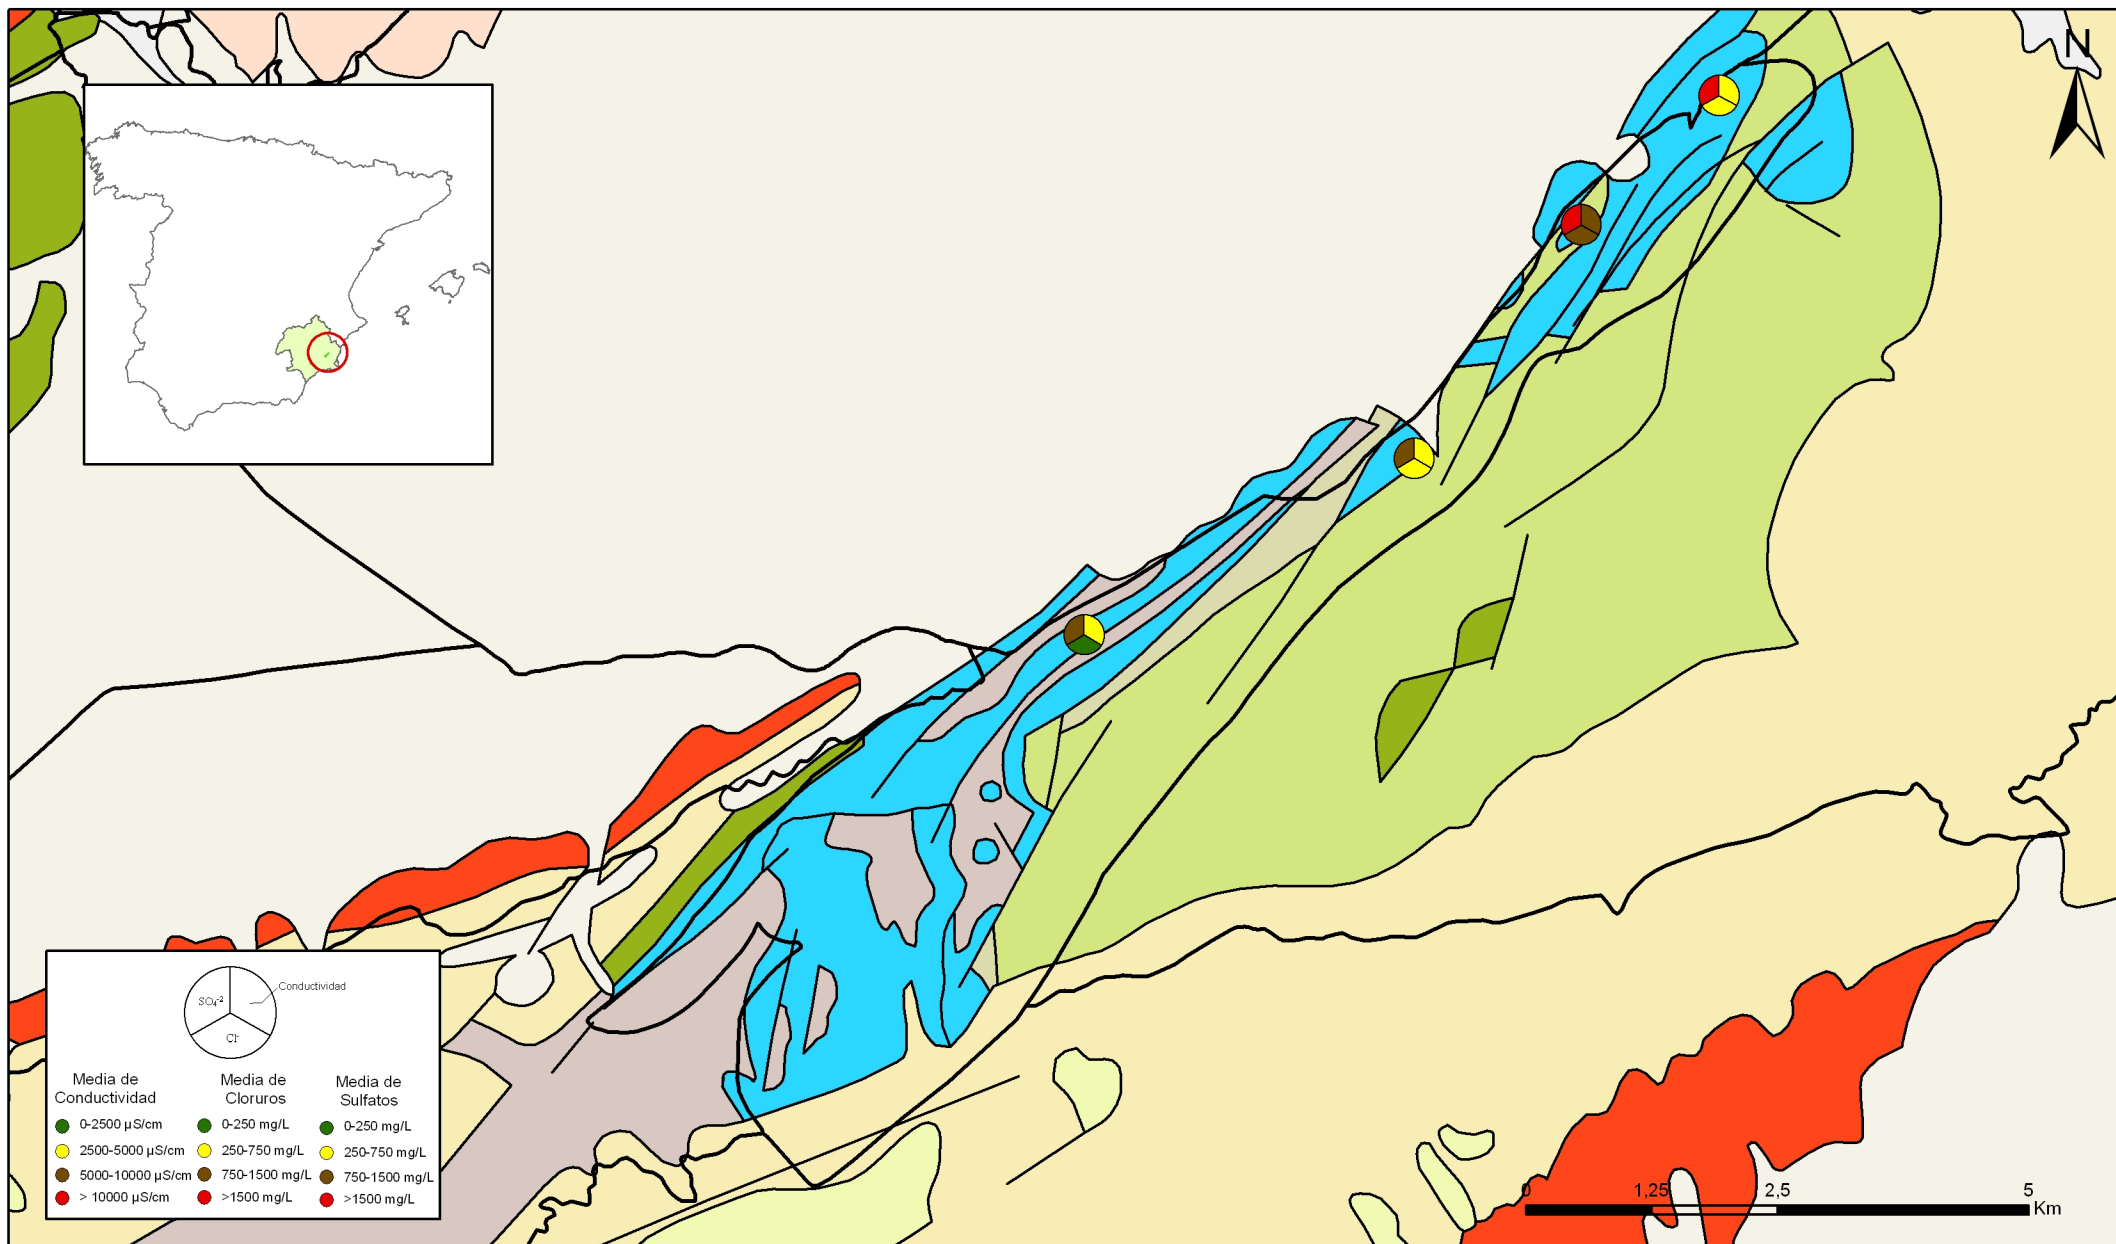 N
SO₄⁻²
Conductividad
Cl⁻
Media de
Conductividad
0-2500 µS/cm
2500-5000 µS/cm
5000-10000 µS/cm
> 10000 µS/cm
Media de
Cloruros
0-250 mg/L
250-750 mg/L
750-1500 mg/L
>1500 mg/L
Media de
Sulfatos
0-250 mg/L
250-750 mg/L
750-1500 mg/L
>1500 mg/L
0 1,25 2,5 5
Km